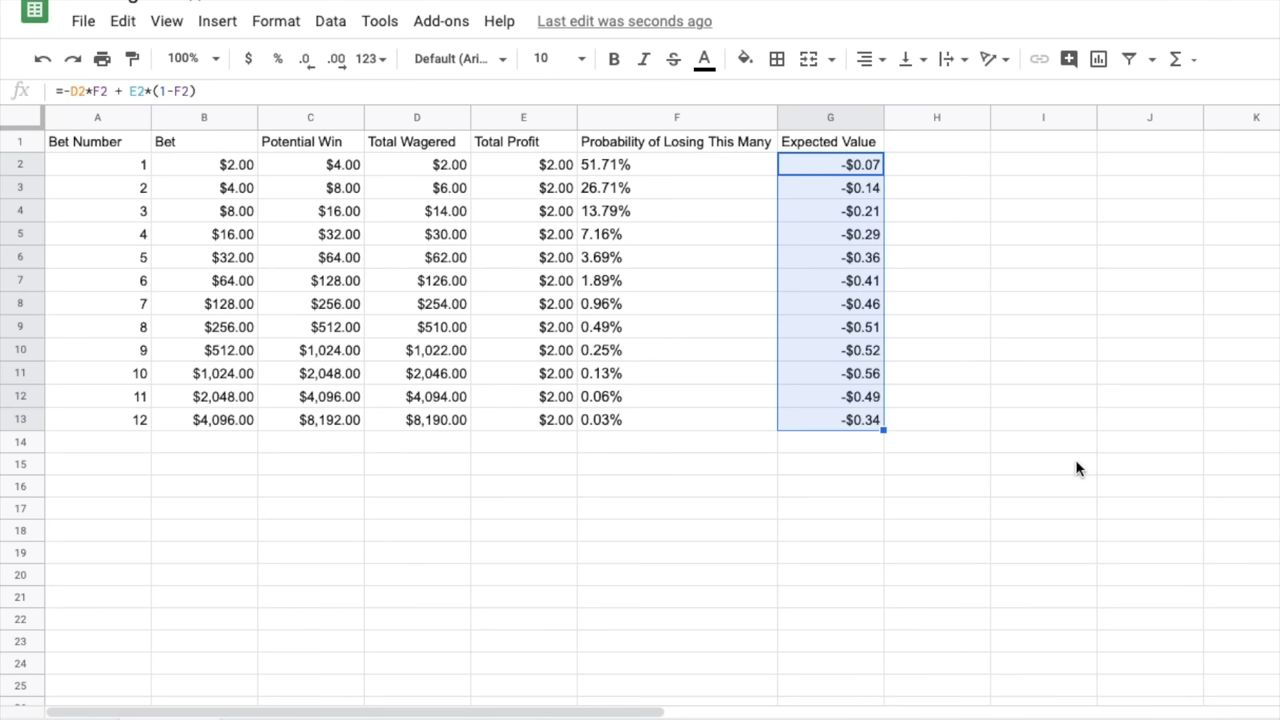 File Edit View Insert Format Data Tools Add-ons Help Last edit was seconds ago
100% $ % .0 .00 123 Default (Ari... 10 B I S A
fx =-D2*F2 + E2*(1-F2)
A B C D E F G H I J K
1 Bet Number Bet Potential Win Total Wagered Total Profit Probability of Losing This Many Expected Value
2 1 $2.00 $4.00 $2.00 $2.00 51.71% -$0.07
3 2 $4.00 $8.00 $6.00 $2.00 26.71% -$0.14
4 3 $8.00 $16.00 $14.00 $2.00 13.79% -$0.21
5 4 $16.00 $32.00 $30.00 $2.00 7.16% -$0.29
6 5 $32.00 $64.00 $62.00 $2.00 3.69% -$0.36
7 6 $64.00 $128.00 $126.00 $2.00 1.89% -$0.41
8 7 $128.00 $256.00 $254.00 $2.00 0.96% -$0.46
9 8 $256.00 $512.00 $510.00 $2.00 0.49% -$0.51
10 9 $512.00 $1,024.00 $1,022.00 $2.00 0.25% -$0.52
11 10 $1,024.00 $2,048.00 $2,046.00 $2.00 0.13% -$0.56
12 11 $2,048.00 $4,096.00 $4,094.00 $2.00 0.06% -$0.49
13 12 $4,096.00 $8,192.00 $8,190.00 $2.00 0.03% -$0.34
14
15
16
17
18
19
20
21
22
23
24
25